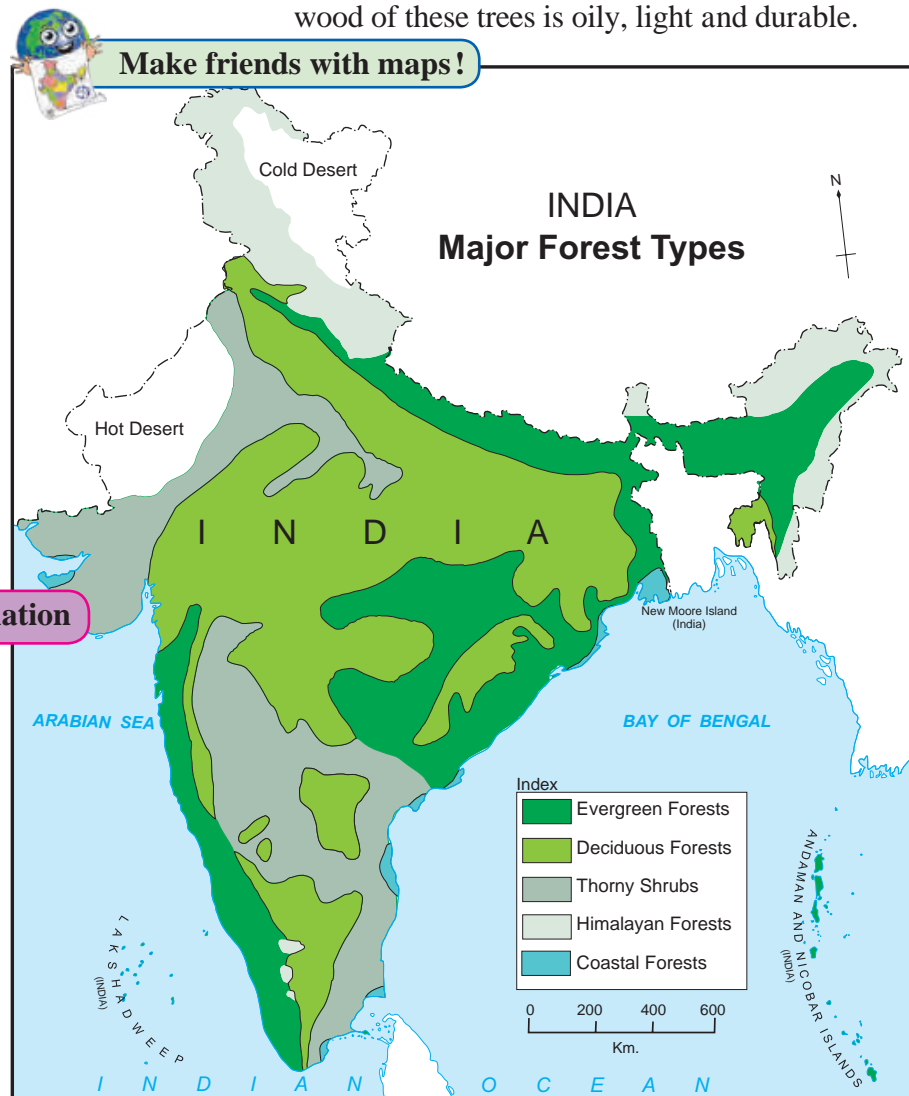 wood of these trees is oily, light and durable.
Make friends with maps!
Cold Desert
INDIA
Major Forest Types
N
Hot Desert
I N D I A
New Moore Island
(India)
ARABIAN SEA
BAY OF BENGAL
Index
Evergreen Forests
Deciduous Forests
Thorny Shrubs
Himalayan Forests
Coastal Forests
0 200 400 600
Km.
LAKSHADWEEP
(INDIA)
ANDAMAN AND NICOBAR ISLANDS
(INDIA)
INDIAN OCEAN